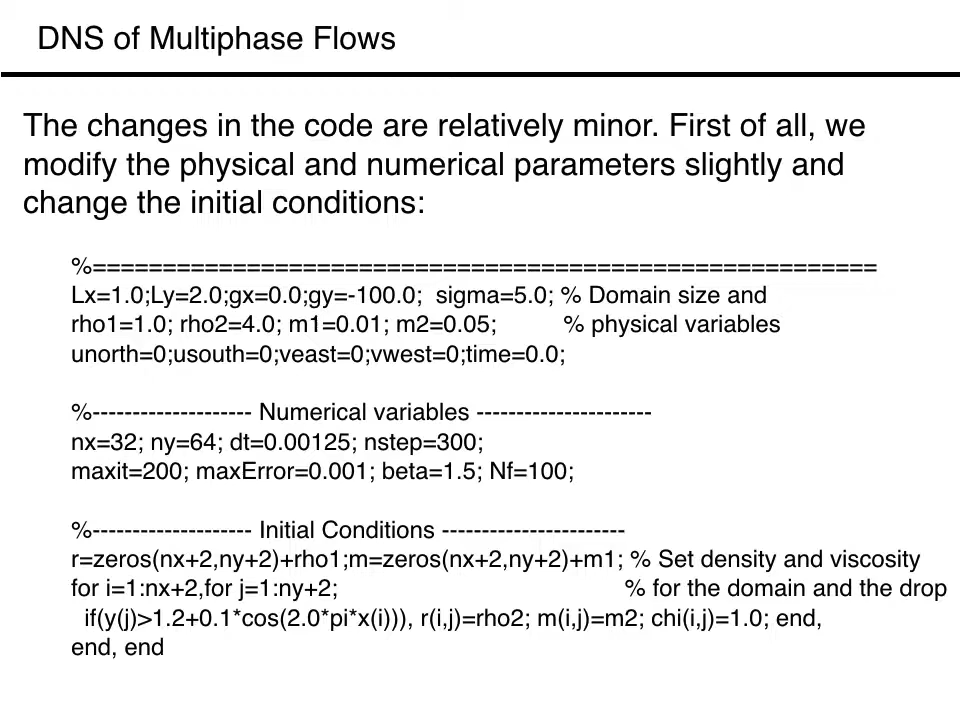 DNS of Multiphase Flows
The changes in the code are relatively minor. First of all, we
modify the physical and numerical parameters slightly and
change the initial conditions:
%========================================================
Lx=1.0;Ly=2.0;gx=0.0;gy=-100.0;  sigma=5.0; % Domain size and
rho1=1.0; rho2=4.0; m1=0.01; m2=0.05;          % physical variables
unorth=0;usouth=0;veast=0;vwest=0;time=0.0;
%-------------------- Numerical variables ----------------------
nx=32; ny=64; dt=0.00125; nstep=300;
maxit=200; maxError=0.001; beta=1.5; Nf=100;
%-------------------- Initial Conditions -----------------------
r=zeros(nx+2,ny+2)+rho1;m=zeros(nx+2,ny+2)+m1; % Set density and viscosity
for i=1:nx+2,for j=1:ny+2;                                           % for the domain and the drop
  if(y(j)>1.2+0.1*cos(2.0*pi*x(i))), r(i,j)=rho2; m(i,j)=m2; chi(i,j)=1.0; end,
end, end